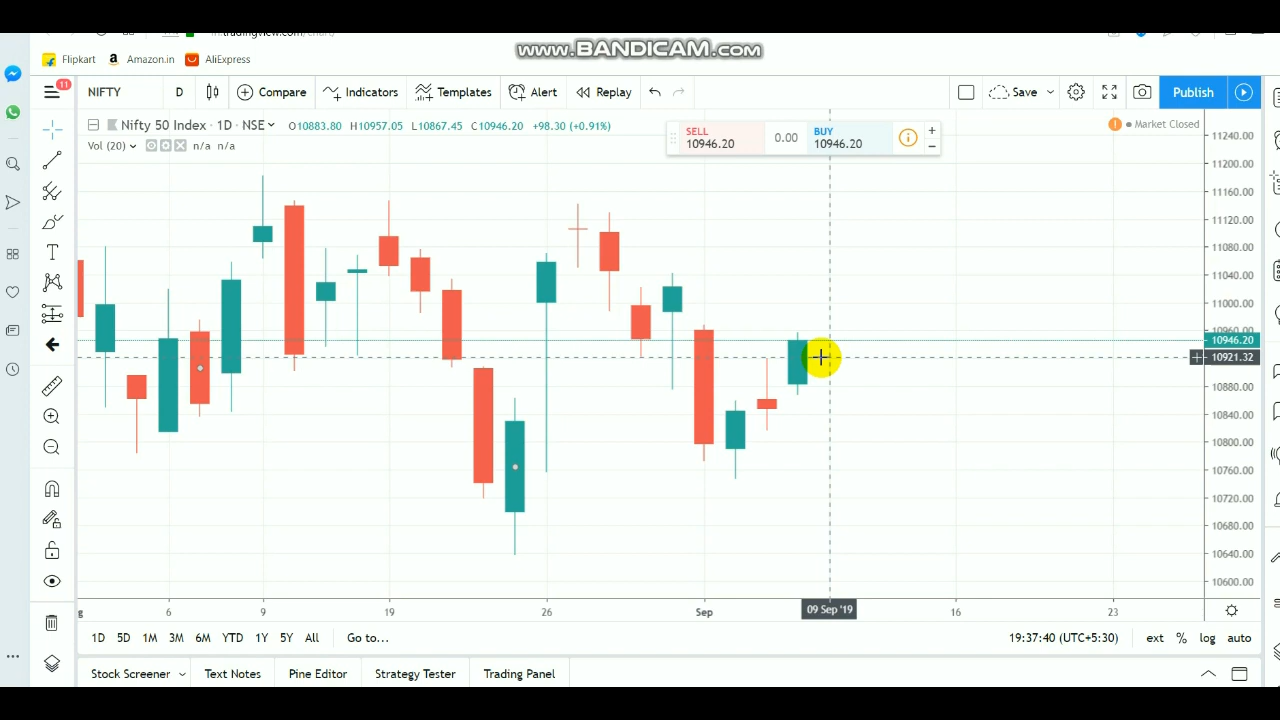 www.BANDICAM.com
Flipkart Amazon.in AliExpress
11 NIFTY D Compare Indicators Templates Alert Replay Save Publish
Nifty 50 Index · 1D · NSE O10883.80 H10957.05 L10867.45 C10946.20 +98.30 (+0.91%)
Vol (20) n/a n/a
SELL 0.00 BUY
10946.20 10946.20
Market Closed
11240.00
11200.00
11160.00
11120.00
11080.00
11040.00
11000.00
10960.00
10946.20
10921.32
10880.00
10840.00
10800.00
10760.00
10720.00
10680.00
10640.00
10600.00
6 9 19 26 Sep 09 Sep '19 16 23
1D 5D 1M 3M 6M YTD 1Y 5Y All Go to... 19:37:40 (UTC+5:30) ext % log auto
Stock Screener Text Notes Pine Editor Strategy Tester Trading Panel